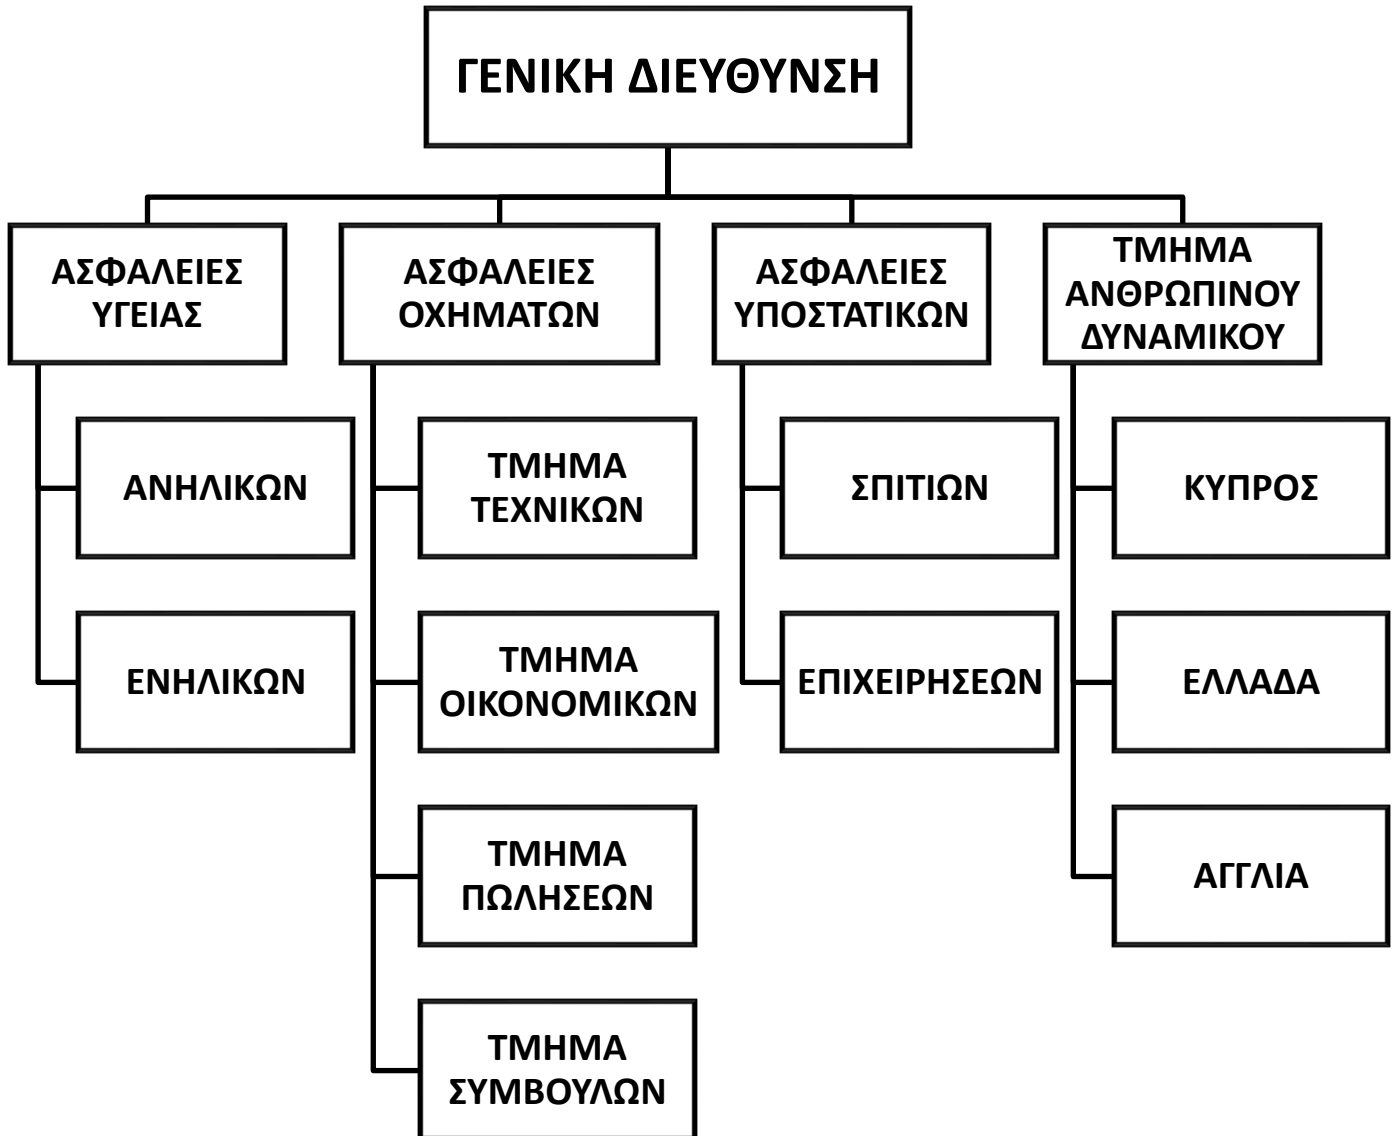 ΓΕΝΙΚΗ ΔΙΕΥΘΥΝΣΗ
ΑΣΦΑΛΕΙΕΣ
ΥΓΕΙΑΣ
ΑΝΗΛΙΚΩΝ
ΕΝΗΛΙΚΩΝ
ΑΣΦΑΛΕΙΕΣ
ΟΧΗΜΑΤΩΝ
ΤΜΗΜΑ
ΤΕΧΝΙΚΩΝ
ΤΜΗΜΑ
ΟΙΚΟΝΟΜΙΚΩΝ
ΤΜΗΜΑ
ΠΩΛΗΣΕΩΝ
ΤΜΗΜΑ
ΣΥΜΒΟΥΛΩΝ
ΑΣΦΑΛΕΙΕΣ
ΥΠΟΣΤΑΤΙΚΩΝ
ΣΠΙΤΙΩΝ
ΕΠΙΧΕΙΡΗΣΕΩΝ
ΤΜΗΜΑ
ΑΝΘΡΩΠΙΝΟΥ
ΔΥΝΑΜΙΚΟΥ
ΚΥΠΡΟΣ
ΕΛΛΑΔΑ
ΑΓΓΛΙΑ